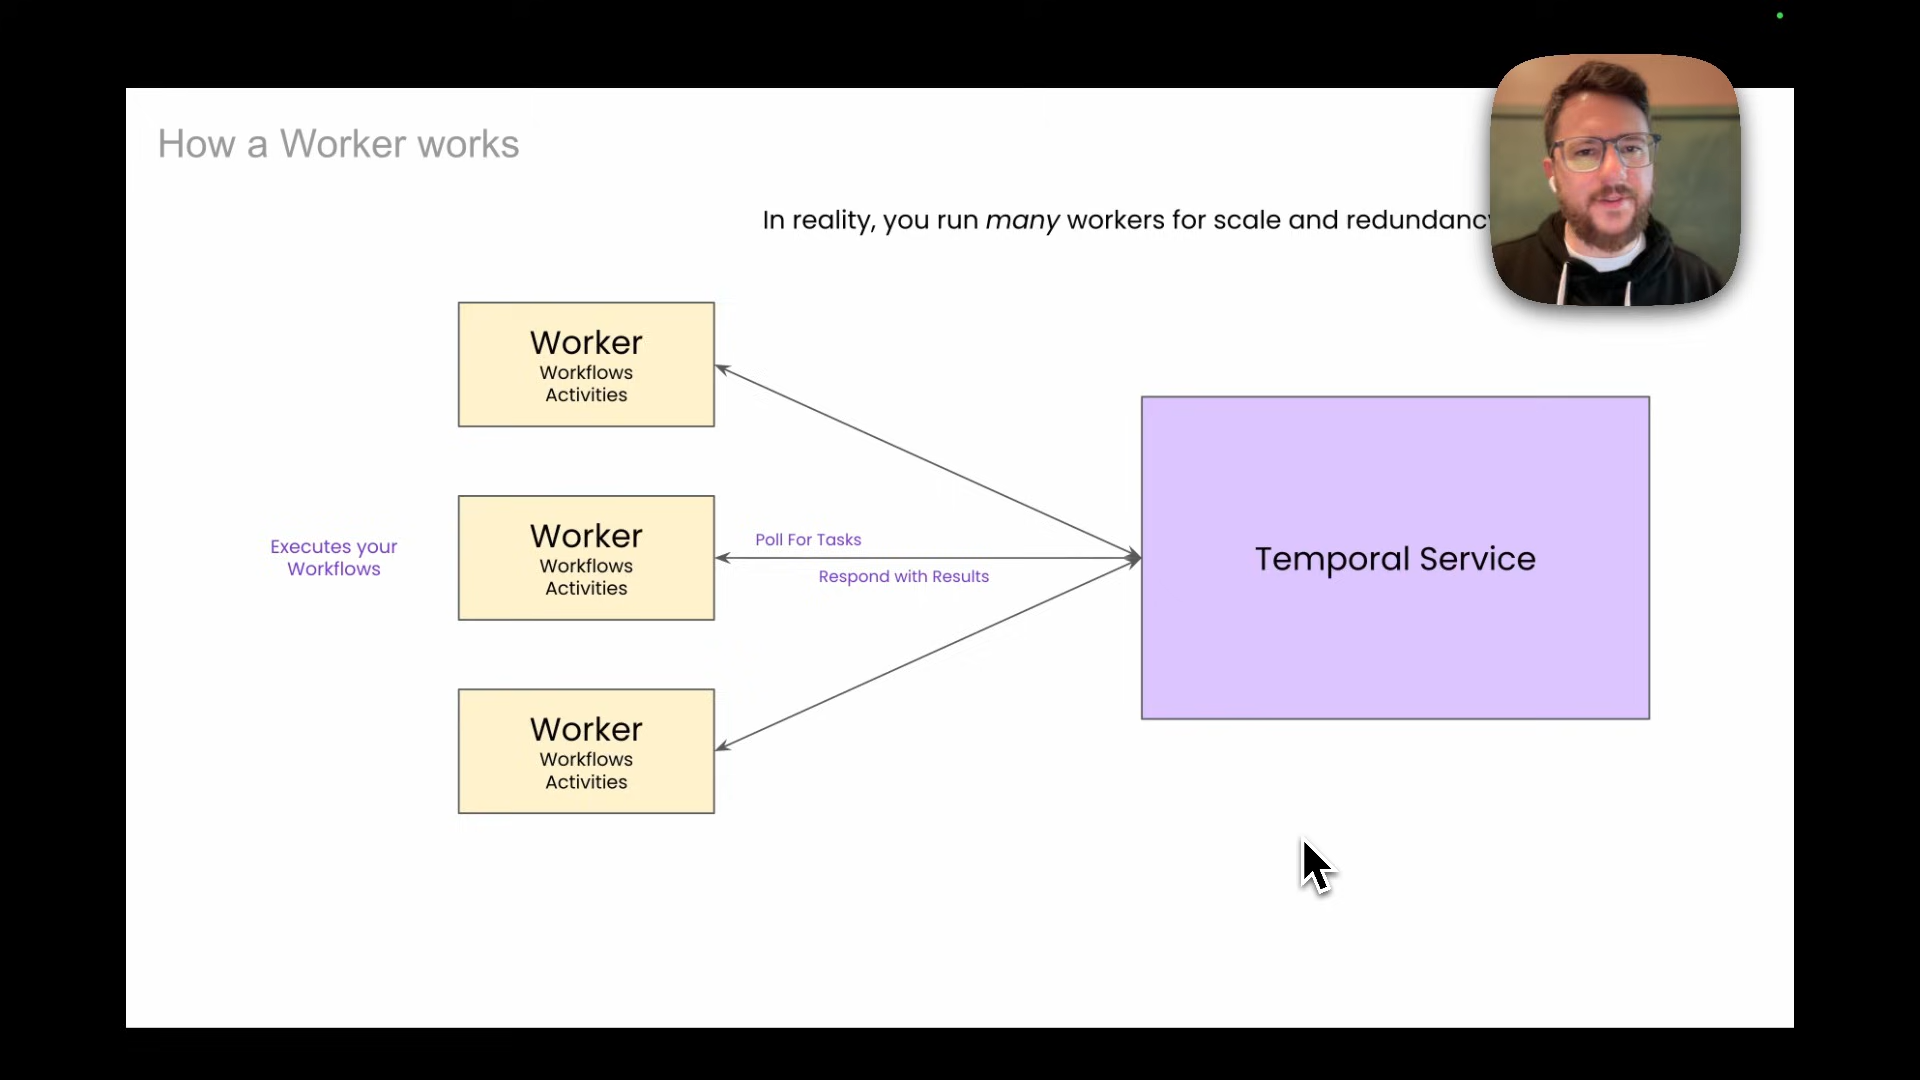 How a Worker works
In reality, you run many workers for scale and redundancy
Worker
Workflows
Activities
Executes your
Workflows
Worker
Workflows
Activities
Poll For Tasks
Respond with Results
Temporal Service
Worker
Workflows
Activities